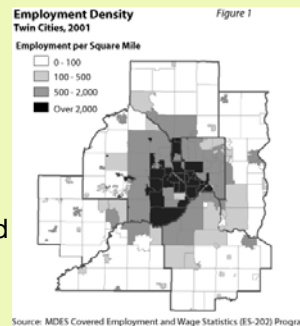 Employment Density
Figure 1
Twin Cities, 2001
Employment per Square Mile
0 - 100
100 - 500
500 - 2,000
Over 2,000
Source: MDES Covered Employment and Wage Statistics (ES-202) Progra